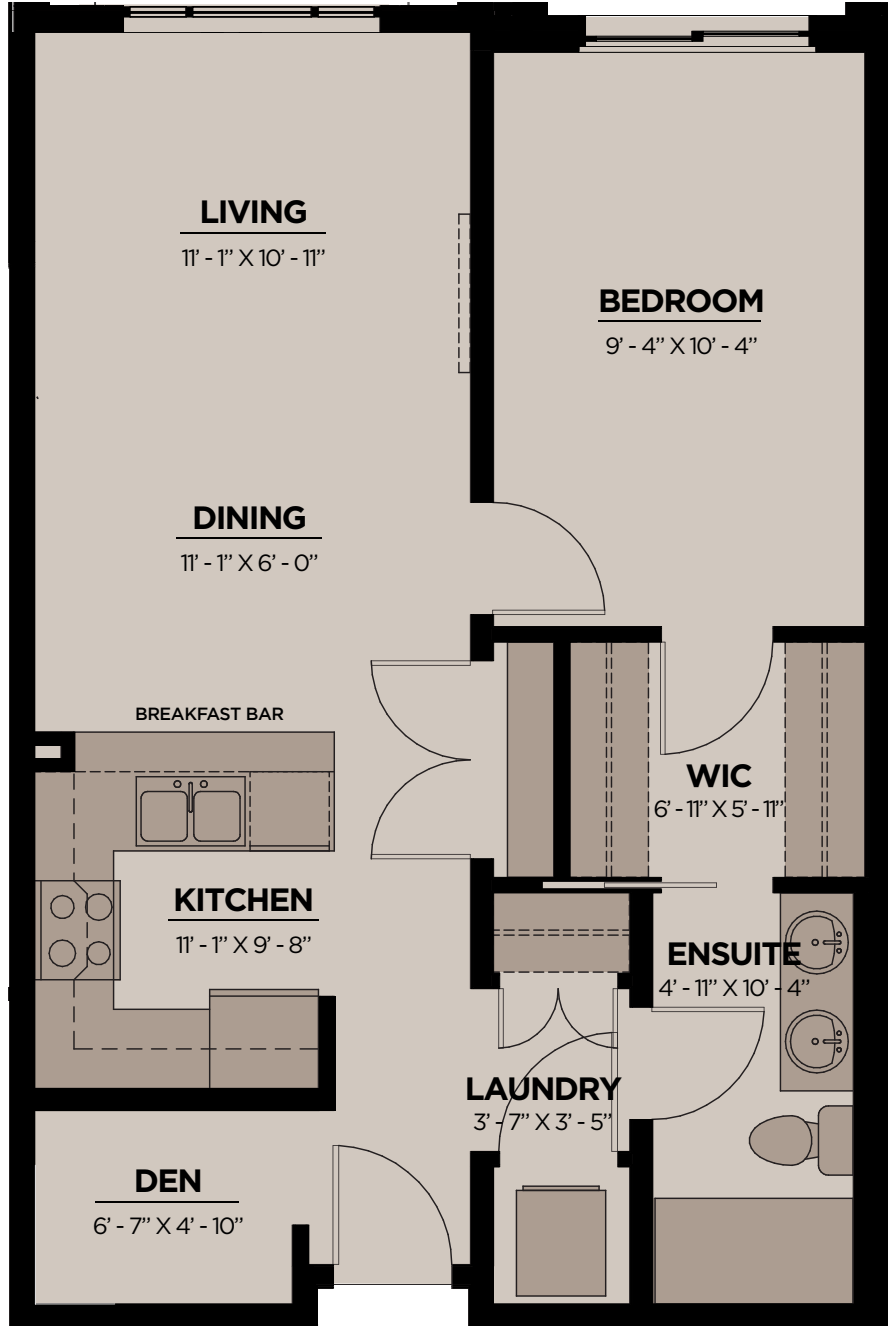 LIVING
11’ - 1” X 10’ - 11”
BEDROOM
9’ - 4” X 10’ - 4”
DINING
11’ - 1” X 6’ - 0”
BREAKFAST BAR
WIC
6’ - 11” X 5’ - 11”
KITCHEN
11’ - 1” X 9’ - 8”
ENSUITE
4’ - 11” X 10’ - 4”
LAUNDRY
3’ - 7” X 3’ - 5”
DEN
6’ - 7” X 4’ - 10”